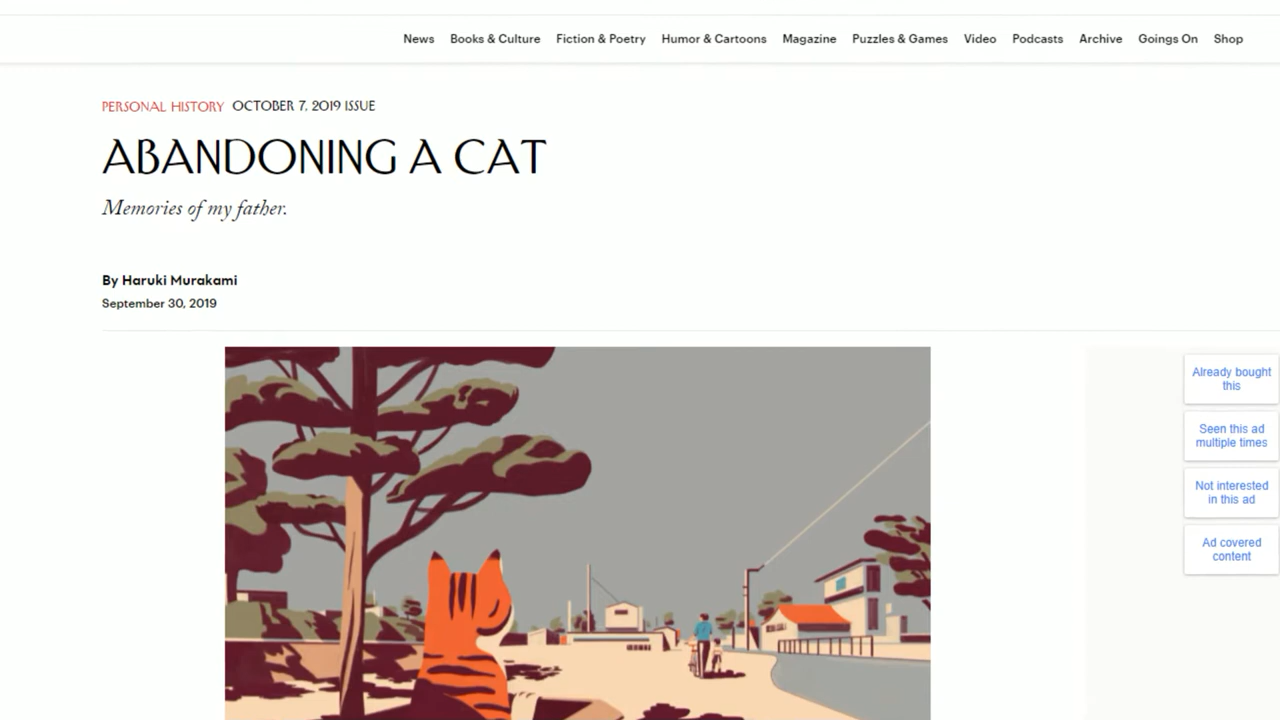 News Books & Culture Fiction & Poetry Humor & Cartoons Magazine Puzzles & Games Video Podcasts Archive Goings On Shop
PERSONAL HISTORY OCTOBER 7, 2019 ISSUE
ABANDONING A CAT
Memories of my father.
By Haruki Murakami
September 30, 2019
Already bought
this
Seen this ad
multiple times
Not interested
in this ad
Ad covered
content